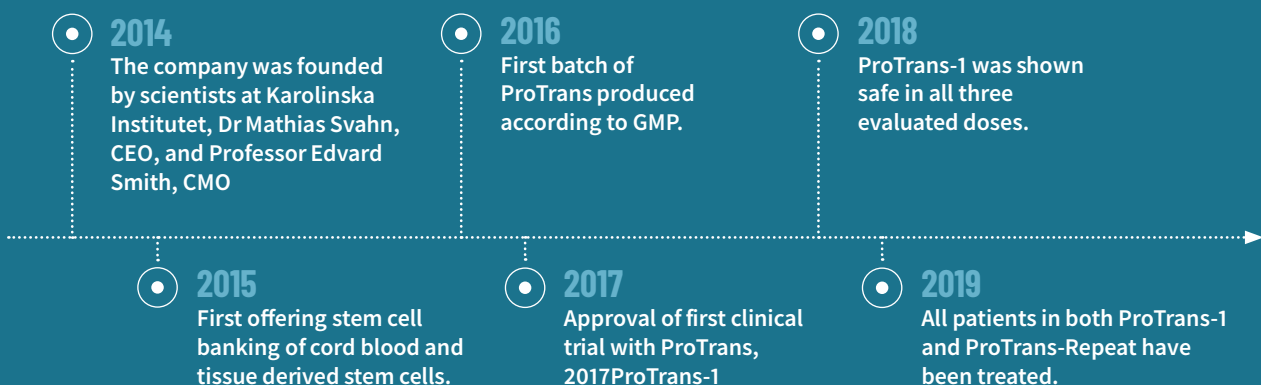 2014
The company was founded
by scientists at Karolinska
Institutet, Dr Mathias Svahn,
CEO, and Professor Edvard
Smith, CMO
2016
First batch of
ProTrans produced
according to GMP.
2018
ProTrans-1 was shown
safe in all three
evaluated doses.
2015
First offering stem cell
banking of cord blood and
tissue derived stem cells.
2017
Approval of first clinical
trial with ProTrans,
2017ProTrans-1
2019
All patients in both ProTrans-1
and ProTrans-Repeat have
been treated.